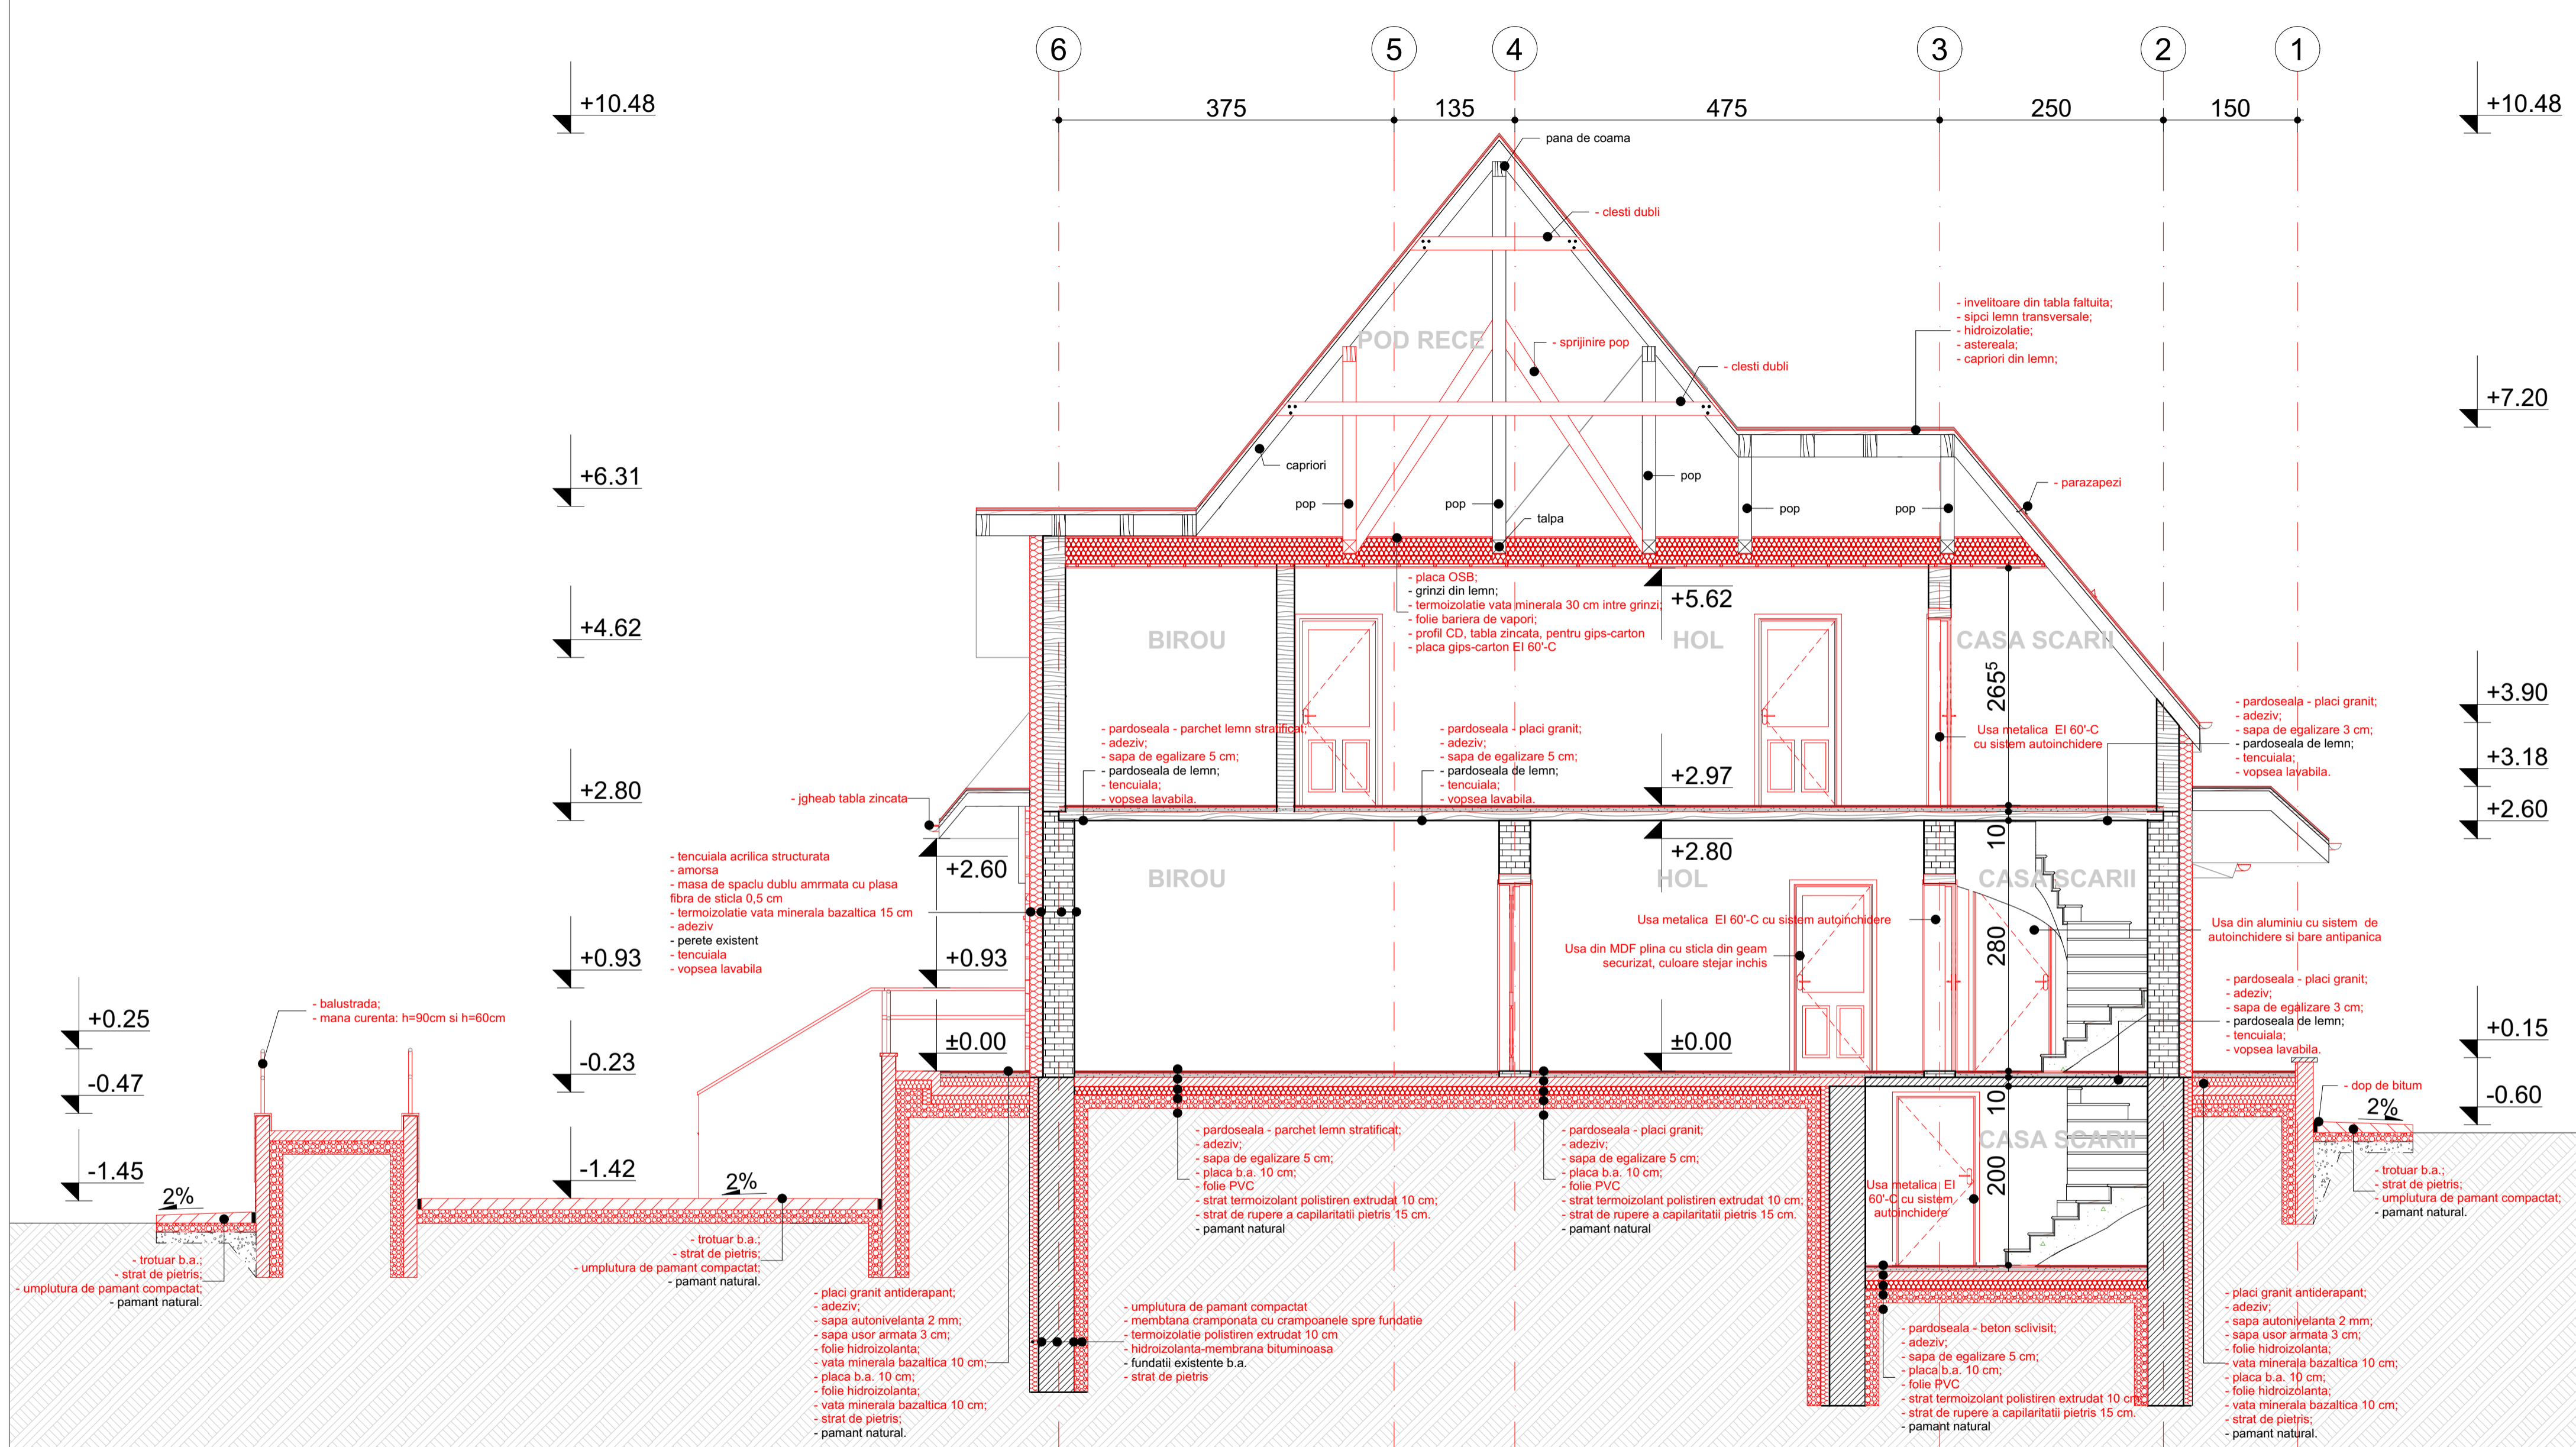 6 5 4 3 2 1
375 135 475 250 150
+10.48
+10.48
pana de coama
- clesti dubli
- invelitoare din tabla faltuita;
- sipci lemn transversale;
- hidroizolatie;
- astereala;
- capriori din lemn;
POD RECE
- sprijinire pop
- clesti dubli
+7.20
capriori
+6.31
pop
pop
pop
pop
pop
talpa
- parazapezi
- placa OSB;
- grinzi din lemn;
- termoizolatie vata minerala 30 cm intre grinzi;
- folie bariera de vapori;
- profil CD, tabla zincata, pentru gips-carton
- placa gips-carton EI 60'-C
+5.62
+4.62
BIROU
HOL
CASA SCARII
2655
+3.90
- pardoseala - parchet lemn stratificat;
- adeziv;
- sapa de egalizare 5 cm;
- pardoseala de lemn;
- tencuiala;
- vopsea lavabila.
- pardoseala - placi granit;
- adeziv;
- sapa de egalizare 5 cm;
- pardoseala de lemn;
- tencuiala;
- vopsea lavabila.
Usa metalica EI 60'-C
cu sistem autoinchidere
- pardoseala - placi granit;
- adeziv;
- sapa de egalizare 3 cm;
- pardoseala de lemn;
- tencuiala;
- vopsea lavabila.
+3.18
+2.97
+2.80
- jgheab tabla zincata
+2.60
10
- tencuiala acrilica structurata
- amorsa
- masa de spaclu dublu amrmata cu plasa
fibra de sticla 0,5 cm
- termoizolatie vata minerala bazaltica 15 cm
- adeziv
- perete existent
- tencuiala
- vopsea lavabila
+2.60
+2.80
BIROU
HOL
CASA SCARII
Usa metalica EI 60'-C cu sistem autoinchidere
Usa din MDF plina cu sticla din geam
securizat, culoare stejar inchis
280
Usa din aluminiu cu sistem de
autoinchidere si bare antipanica
+0.93
+0.93
- pardoseala - placi granit;
- adeziv;
- sapa de egalizare 3 cm;
- pardoseala de lemn;
- tencuiala;
- vopsea lavabila.
- balustrada;
- mana curenta: h=90cm si h=60cm
+0.25
±0.00
±0.00
+0.15
-0.23
-0.47
10
- dop de bitum
2%
-0.60
- pardoseala - parchet lemn stratificat;
- adeziv;
- sapa de egalizare 5 cm;
- placa b.a. 10 cm;
- folie PVC
- strat termoizolant polistiren extrudat 10 cm;
- strat de rupere a capilaritatii pietris 15 cm.
- pamant natural
- pardoseala - placi granit;
- adeziv;
- sapa de egalizare 5 cm;
- placa b.a. 10 cm;
- folie PVC
- strat termoizolant polistiren extrudat 10 cm;
- strat de rupere a capilaritatii pietris 15 cm.
- pamant natural
CASA SCARII
200
Usa metalica EI
60'-C cu sistem
autoinchidere
- trotuar b.a.;
- strat de pietris;
- umplutura de pamant compactat;
- pamant natural.
-1.45
-1.42
2%
2%
- trotuar b.a.;
- strat de pietris;
- umplutura de pamant compactat;
- pamant natural.
- trotuar b.a.;
- strat de pietris;
- umplutura de pamant compactat;
- pamant natural.
- placi granit antiderapant;
- adeziv;
- sapa autonivelanta 2 mm;
- sapa usor armata 3 cm;
- folie hidroizolanta;
- vata minerala bazaltica 10 cm;
- placa b.a. 10 cm;
- folie hidroizolanta;
- vata minerala bazaltica 10 cm;
- strat de pietris;
- pamant natural.
- umplutura de pamant compactat
- membtana cramponata cu crampoanele spre fundatie
- termoizolatie polistiren extrudat 10 cm
- hidroizolanta-membrana bituminoasa
- fundatii existente b.a.
- strat de pietris
- pardoseala - beton sclivisit;
- adeziv;
- sapa de egalizare 5 cm;
- placa b.a. 10 cm;
- folie PVC
- strat termoizolant polistiren extrudat 10 cm;
- strat de rupere a capilaritatii pietris 15 cm.
- pamant natural
- placi granit antiderapant;
- adeziv;
- sapa autonivelanta 2 mm;
- sapa usor armata 3 cm;
- folie hidroizolanta;
- vata minerala bazaltica 10 cm;
- placa b.a. 10 cm;
- folie hidroizolanta;
- vata minerala bazaltica 10 cm;
- strat de pietris;
- pamant natural.